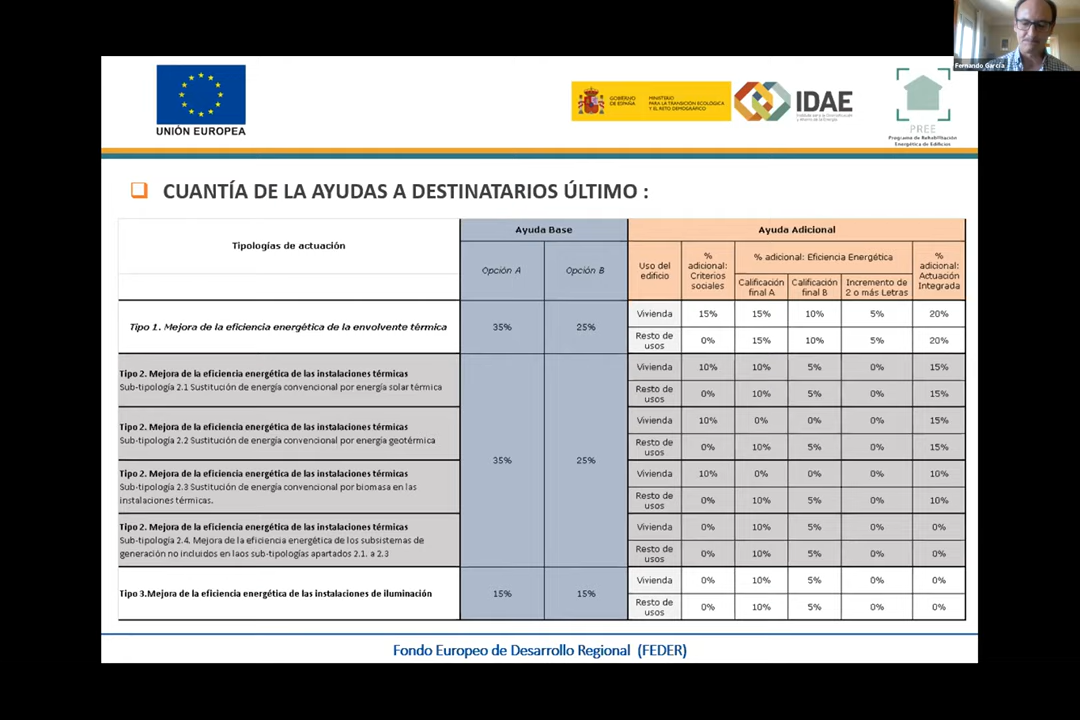 Fernando García
UNIÓN EUROPEA
GOBIERNO
DE ESPAÑA
MINISTERIO
PARA LA TRANSICIÓN ECOLÓGICA
Y EL RETO DEMOGRÁFICO
IDAE
Instituto para la Diversificación
y Ahorro de la Energía
PREE
Programa de Rehabilitación
Energética de Edificios
CUANTÍA DE LA AYUDAS A DESTINATARIOS ÚLTIMO :
Tipologías de actuación
Ayuda Base
Ayuda Adicional
Opción A
Opción B
Uso del
edificio
%
adicional:
Criterios
sociales
% adicional: Eficiencia Energética
Calificación
final A
Calificación
final B
Incremento de
2 o más Letras
%
adicional:
Actuación
Integrada
Tipo 1. Mejora de la eficiencia energética de la envolvente térmica
35%
25%
Vivienda 15% 15% 10% 5% 20%
Resto de
usos
0% 15% 10% 5% 20%
Tipo 2. Mejora de la eficiencia energética de las instalaciones térmicas
Sub-tipología 2.1 Sustitución de energía convencional por energía solar térmica
35%
25%
Vivienda 10% 10% 5% 0% 15%
Resto de
usos
0% 10% 5% 0% 15%
Tipo 2. Mejora de la eficiencia energética de las instalaciones térmicas
Sub-tipología 2.2 Sustitución de energía convencional por energía geotérmica
Vivienda 10% 0% 0% 0% 15%
Resto de
usos
0% 10% 5% 0% 15%
Tipo 2. Mejora de la eficiencia energética de las instalaciones térmicas
Sub-tipología 2.3 Sustitución de energía convencional por biomasa en las
instalaciones térmicas.
Vivienda 10% 0% 0% 0% 10%
Resto de
usos
0% 10% 5% 0% 10%
Tipo 2. Mejora de la eficiencia energética de las instalaciones térmicas
Sub-tipología 2.4. Mejora de la eficiencia energética de los subsistemas de
generación no incluidos en laos sub-tipologías apartados 2.1. a 2.3
Vivienda 0% 10% 5% 0% 0%
Resto de
usos
0% 10% 5% 0% 0%
Tipo 3.Mejora de la eficiencia energética de las instalaciones de iluminación
15%
15%
Vivienda 0% 10% 5% 0% 0%
Resto de
usos
0% 10% 5% 0% 0%
Fondo Europeo de Desarrollo Regional (FEDER)